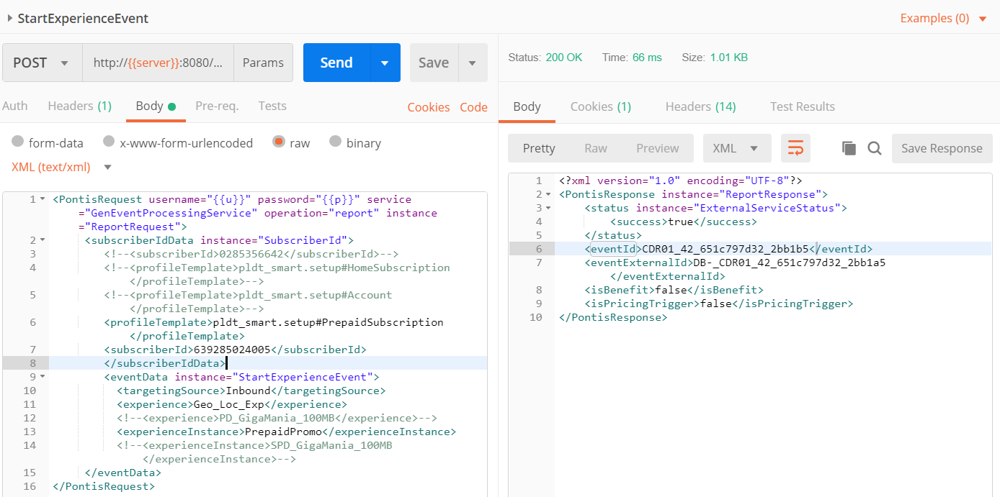 StartExperienceEvent
Examples (0)
POST
http://{{server}}:8080/...
Params
Send
Save
Auth
Headers (1)
Body
Pre-req.
Tests
Cookies
Code
form-data
x-www-form-urlencoded
raw
binary
XML (text/xml)
1 <PontisRequest username="{{u}}" password="{{p}}" service
="GenEventProcessingService" operation="report" instance
="ReportRequest">
2 <subscriberIdData instance="SubscriberId">
3 <!--<subscriberId>0285356642</subscriberId>-->
4 <!--<profileTemplate>pldt_smart.setup#HomeSubscription
</profileTemplate>-->
5 <!--<profileTemplate>pldt_smart.setup#Account
</profileTemplate>-->
6 <profileTemplate>pldt_smart.setup#PrepaidSubscription
</profileTemplate>
7 <subscriberId>639285024005</subscriberId>
8 </subscriberIdData>
9 <eventData instance="StartExperienceEvent">
10 <targetingSource>Inbound</targetingSource>
11 <experience>Geo_Loc_Exp</experience>
12 <!--<experience>PD_GigaMania_100MB</experience>-->
13 <experienceInstance>PrepaidPromo</experienceInstance>
14 <!--<experienceInstance>SPD_GigaMania_100MB
</experienceInstance>-->
15 </eventData>
16 </PontisRequest>
Status: 200 OK
Time: 66 ms
Size: 1.01 KB
Body
Cookies (1)
Headers (14)
Test Results
Pretty
Raw
Preview
XML
Save Response
1 <?xml version="1.0" encoding="UTF-8"?>
2 <PontisResponse instance="ReportResponse">
3 <status instance="ExternalServiceStatus">
4 <success>true</success>
5 </status>
6 <eventId>CDR01_42_651c797d32_2bb1b5</eventId>
7 <eventExternalId>DB-_CDR01_42_651c797d32_2bb1a5
</eventExternalId>
8 <isBenefit>false</isBenefit>
9 <isPricingTrigger>false</isPricingTrigger>
10 </PontisResponse>